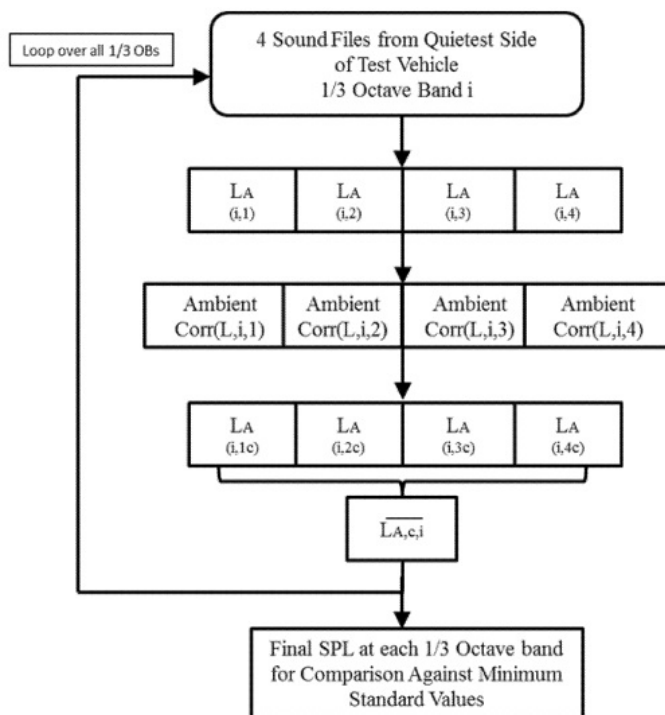 Loop over all 1/3 OBs
4 Sound Files from Quietest Side
of Test Vehicle
1/3 Octave Band i
LA LA LA LA
(i,1) (i,2) (i,3) (i,4)
Ambient Ambient Ambient Ambient
Corr(L,i,1) Corr(L,i,2) Corr(L,i,3) Corr(L,i,4)
LA LA LA LA
(i,1c) (i,2c) (i,3c) (i,4c)
LA,c,i
Final SPL at each 1/3 Octave band
for Comparison Against Minimum
Standard Values